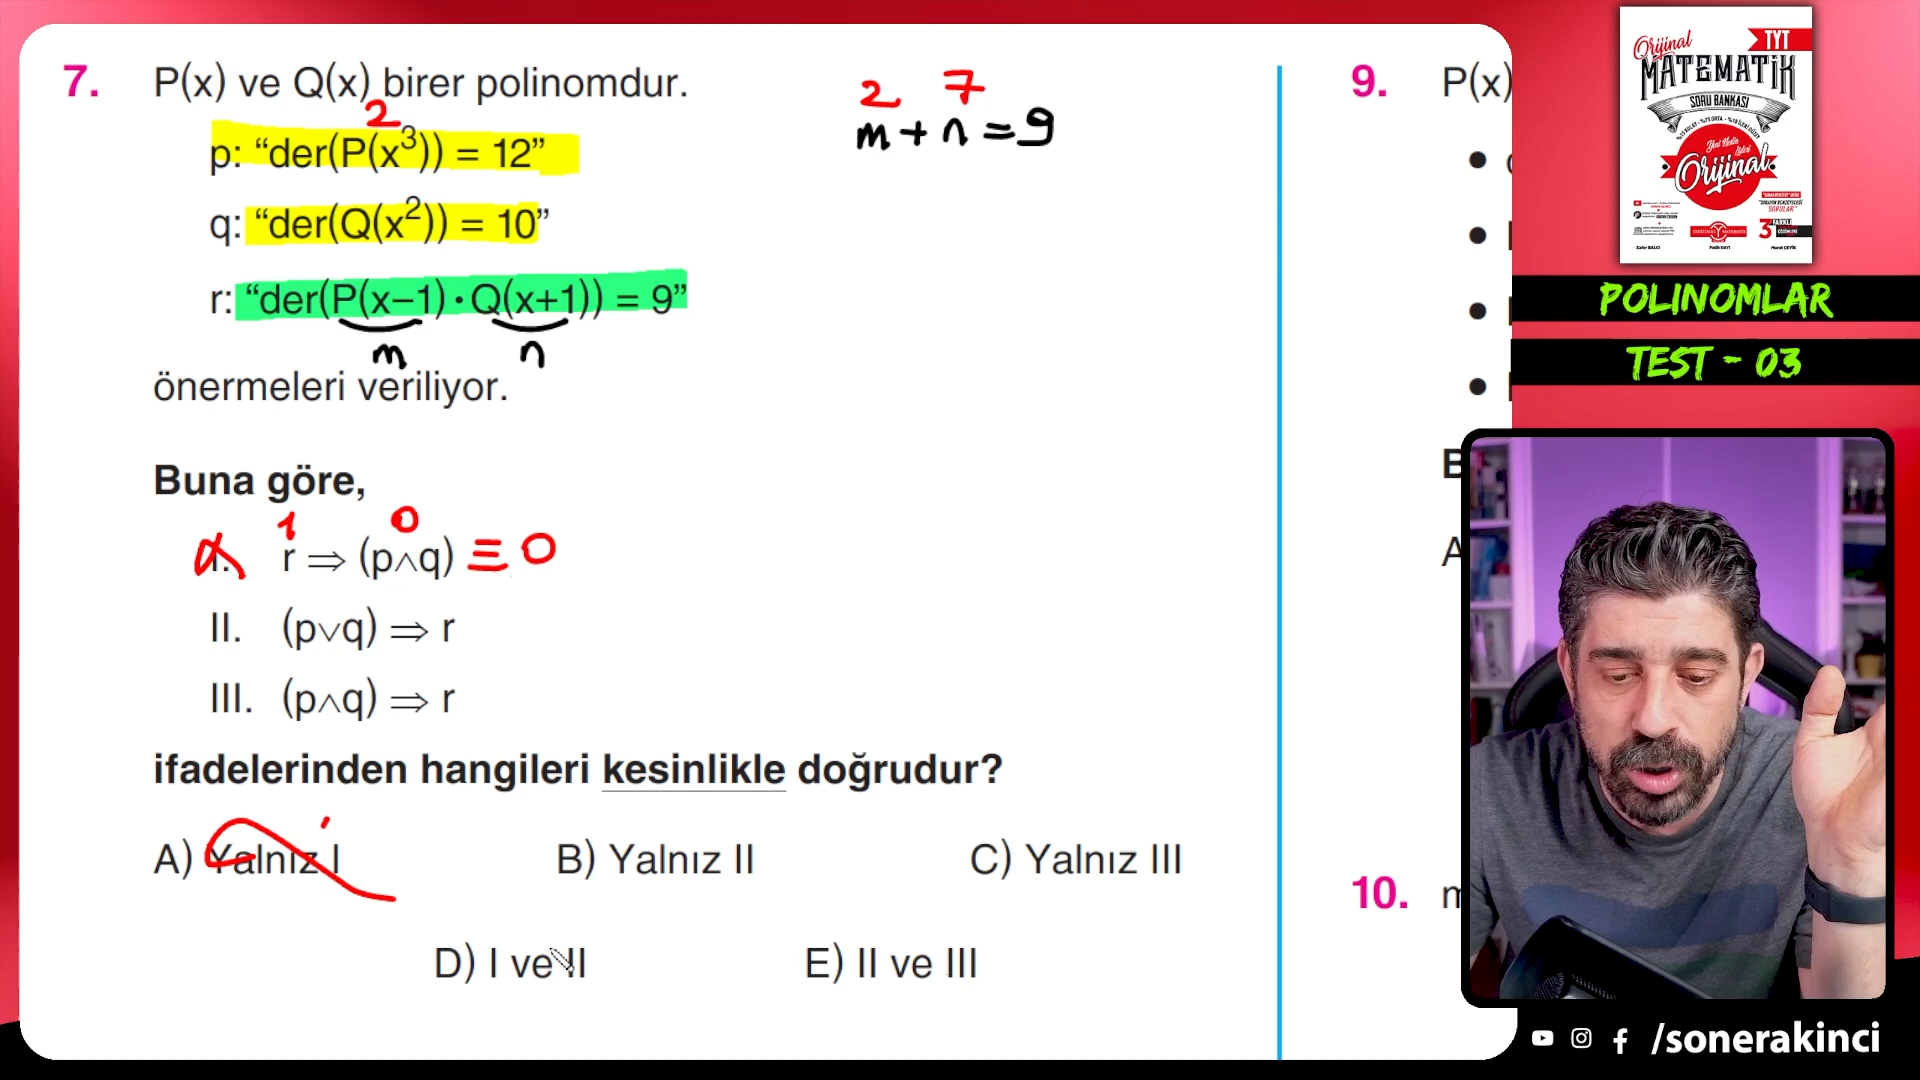 7. P(x) ve Q(x) birer polinomdur.
2
p: “der(P(x³)) = 12”
q: “der(Q(x²)) = 10”
r: “der(P(x–1)·Q(x+1)) = 9”
m n
önermeleri veriliyor.
2 7
m + n = 9
Buna göre,
1 0
I. r ⇒ (p∧q) ≡ 0
II. (p∨q) ⇒ r
III. (p∧q) ⇒ r
ifadelerinden hangileri kesinlikle doğrudur?
A) Yalnız I B) Yalnız II C) Yalnız III
D) I ve II E) II ve III
9. P(x)
10.
Orijinal
TYT
MATEMATİK
SORU BANKASI
Orijinal
POLINOMLAR
TEST - 03
/sonerakinci